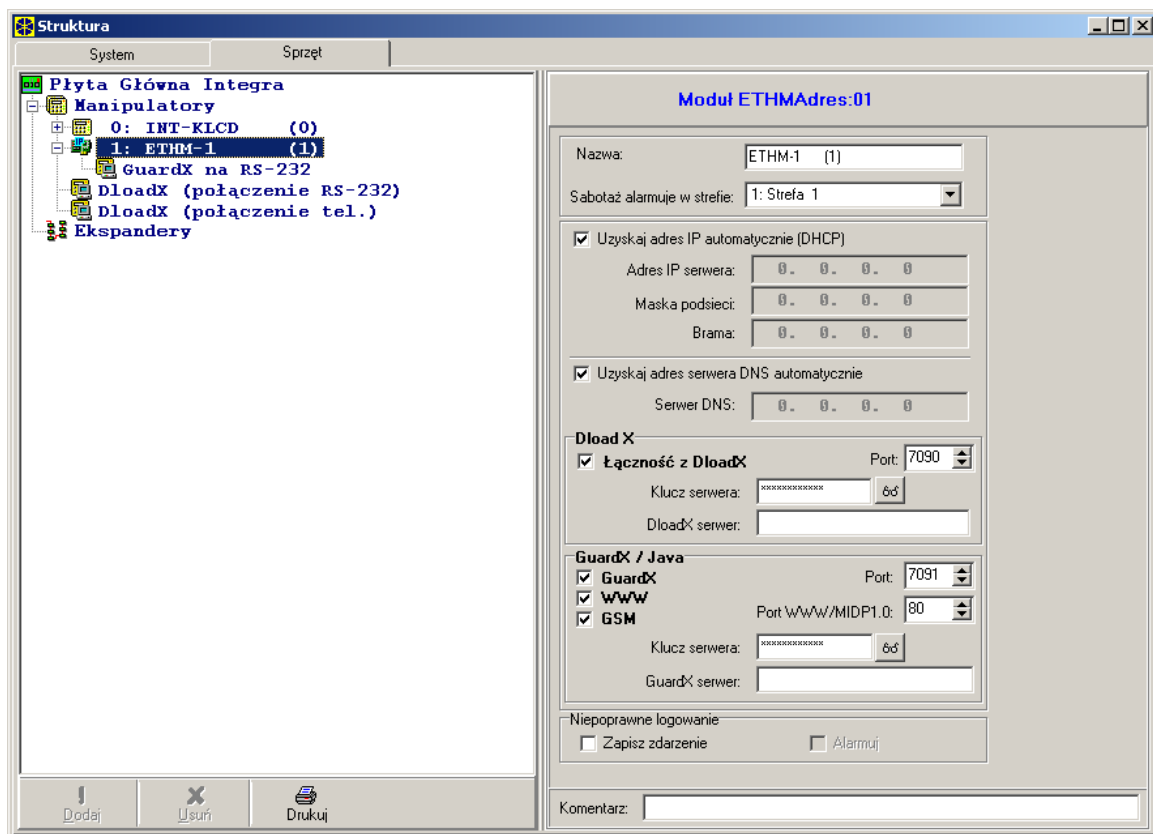 Struktura
System
Sprzęt
Płyta Główna Integra
Manipulatory
0: INT-KLCD (0)
1: ETHM-1 (1)
GuardX na RS-232
DloadX (połączenie RS-232)
DloadX (połączenie tel.)
Ekspandery
Dodaj
Usuń
Drukuj
Moduł ETHMAdres:01
Nazwa: ETHM-1 (1)
Sabotaż alarmuje w strefie: 1: Strefa 1
Uzyskaj adres IP automatycznie (DHCP)
Adres IP serwera: 0. 0. 0. 0
Maska podsieci: 0. 0. 0. 0
Brama: 0. 0. 0. 0
Uzyskaj adres serwera DNS automatycznie
Serwer DNS: 0. 0. 0. 0
Dload X
Łączność z DloadX Port: 7090
Klucz serwera: ************
DloadX serwer:
GuardX / Java
GuardX Port: 7091
WWW
GSM Port WWW/MIDP1.0: 80
Klucz serwera: ************
GuardX serwer:
Niepoprawne logowanie
Zapisz zdarzenie Alarmuj
Komentarz: